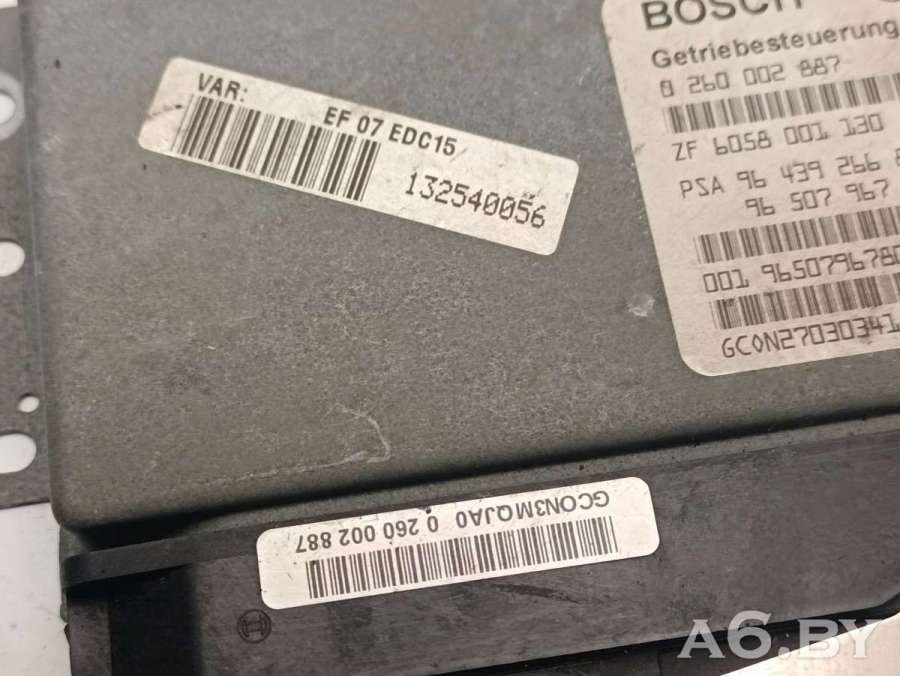 VAR:
EF 07 EDC15
132540056
BOSCH
Getriebesteuerung
0 260 002 887
ZF 6058 001 130
PSA 96 439 266
96 507 967
001 9650796780
GC0N27030341
GC0N3MQJA0 0 260 002 887
A6.BY